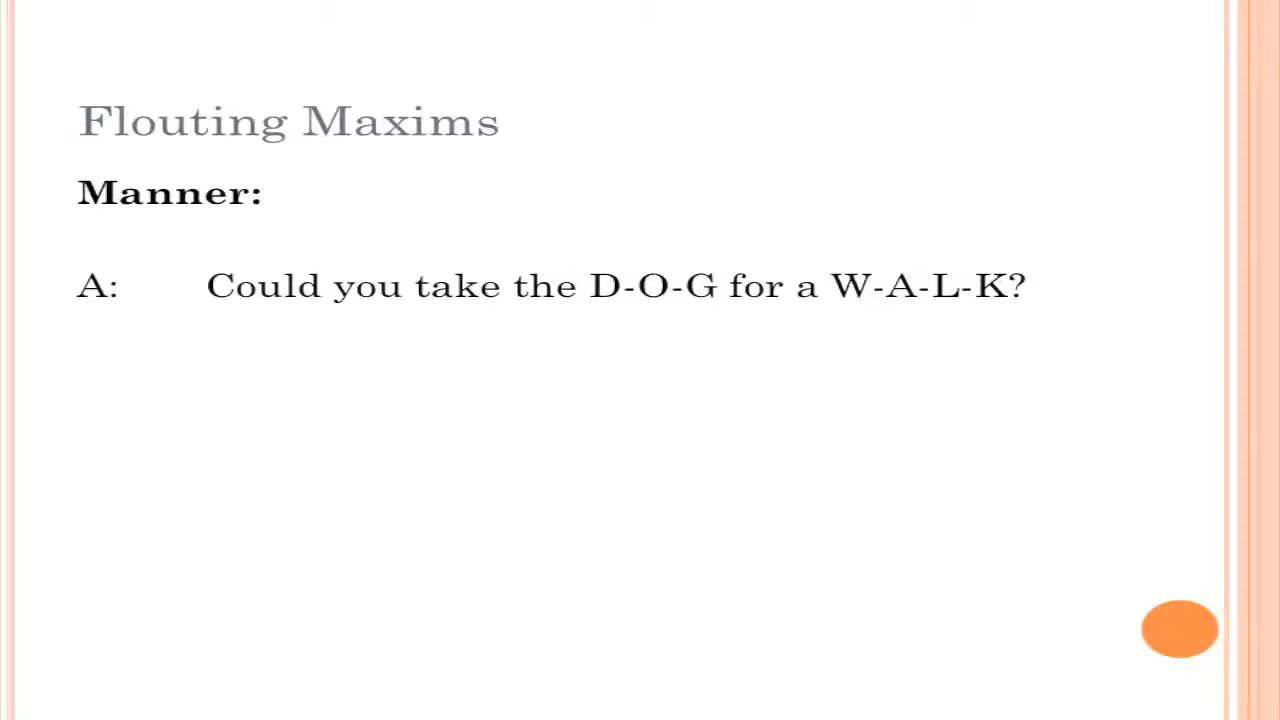 Flouting Maxims
Manner:
A: Could you take the D-O-G for a W-A-L-K?